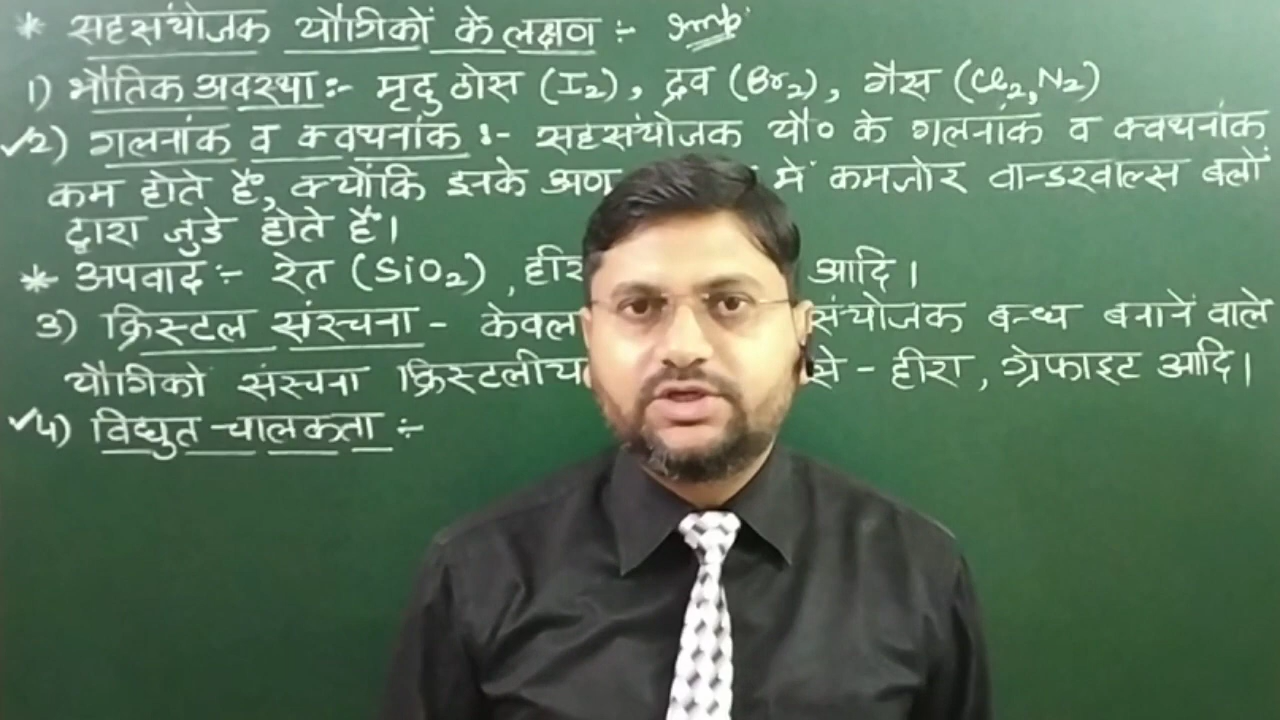 * सहसंयोजक यौगिकों के लक्षण :- Imp.
1) भौतिक अवस्था :- मृदु ठोस (I₂), द्रव (Br₂), गैस (Cl₂, N₂)
✓2) गलनांक व क्वथनांक :- सहसंयोजक यौ० के गलनांक व क्वथनांक
कम होते हैं, क्योंकि इनके में कमजोर वान्डरवाल्स बलों
द्वारा जुडे होते हैं।
* अपवाद :- रेत (SiO₂), आदि।
3) क्रिस्टल संरचना - केवल बन्ध बनाने वाले
यौगिको संरचना - हीरा, ग्रेफाइट आदि।
✓4) विद्युत चालकता :-